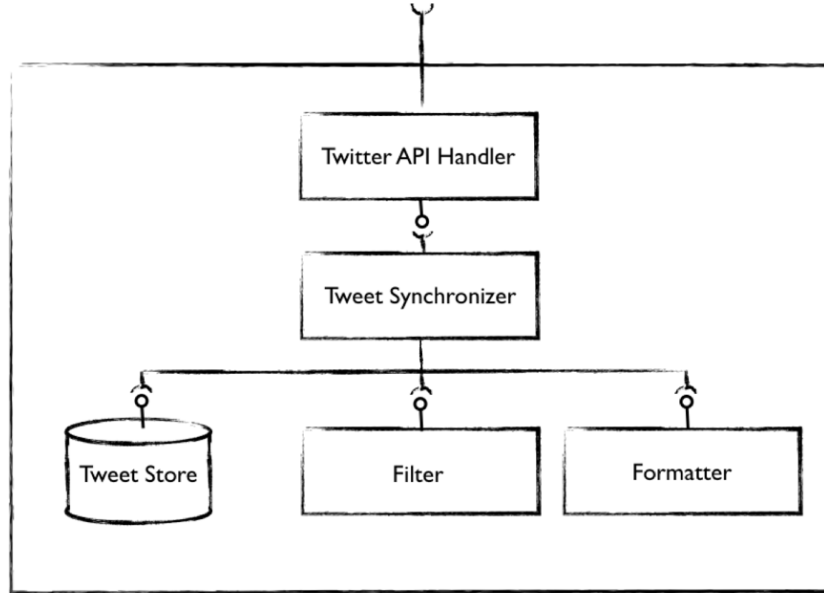 Twitter API Handler
Tweet Synchronizer
Tweet Store
Filter
Formatter